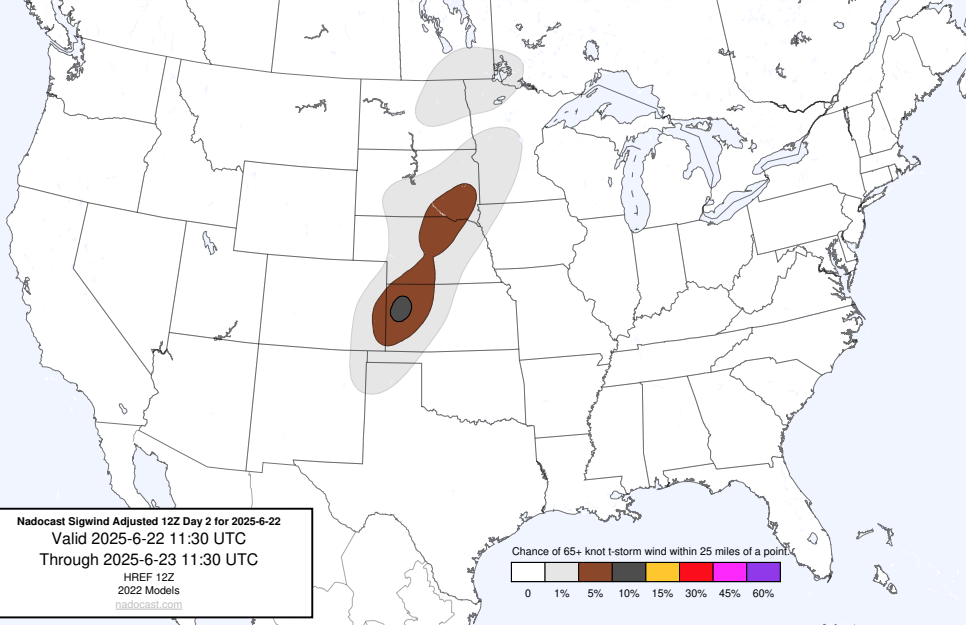 Nadocast Sigwind Adjusted 12Z Day 2 for 2025-6-22
Valid 2025-6-22 11:30 UTC
Through 2025-6-23 11:30 UTC
HREF 12Z
2022 Models
nadocast.com
Chance of 65+ knot t-storm wind within 25 miles of a point.
0 1% 5% 10% 15% 30% 45% 60%